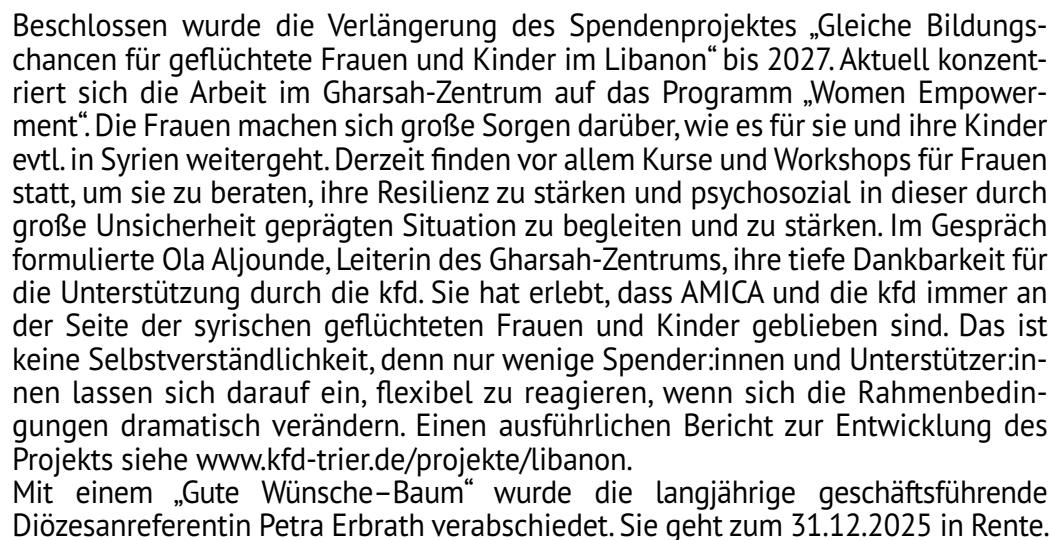 Beschlossen wurde die Verlängerung des Spendenprojektes „Gleiche Bildungs-
chancen für geflüchtete Frauen und Kinder im Libanon“ bis 2027. Aktuell konzent-
riert sich die Arbeit im Gharsah-Zentrum auf das Programm „Women Empower-
ment“. Die Frauen machen sich große Sorgen darüber, wie es für sie und ihre Kinder
evtl. in Syrien weitergeht. Derzeit finden vor allem Kurse und Workshops für Frauen
statt, um sie zu beraten, ihre Resilienz zu stärken und psychosozial in dieser durch
große Unsicherheit geprägten Situation zu begleiten und zu stärken. Im Gespräch
formulierte Ola Aljounde, Leiterin des Gharsah-Zentrums, ihre tiefe Dankbarkeit für
die Unterstützung durch die kfd. Sie hat erlebt, dass AMICA und die kfd immer an
der Seite der syrischen geflüchteten Frauen und Kinder geblieben sind. Das ist
keine Selbstverständlichkeit, denn nur wenige Spender:innen und Unterstützer:in-
nen lassen sich darauf ein, flexibel zu reagieren, wenn sich die Rahmenbedin-
gungen dramatisch verändern. Einen ausführlichen Bericht zur Entwicklung des
Projekts siehe www.kfd-trier.de/projekte/libanon.
Mit einem „Gute Wünsche–Baum“ wurde die langjährige geschäftsführende
Diözesanreferentin Petra Erbrath verabschiedet. Sie geht zum 31.12.2025 in Rente.